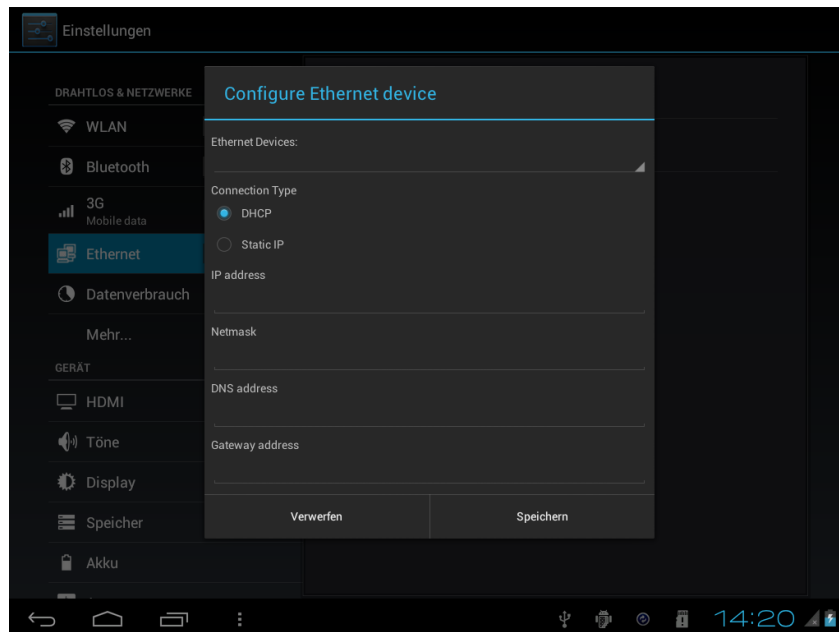 Einstellungen
DRAHTLOS & NETZWERKE
WLAN
Bluetooth
3G
Mobile data
Ethernet
Datenverbrauch
Mehr...
GERÄT
HDMI
Töne
Display
Speicher
Akku
Configure Ethernet device
Ethernet Devices:
Connection Type
DHCP
Static IP
IP address
Netmask
DNS address
Gateway address
Verwerfen
Speichern
14:20